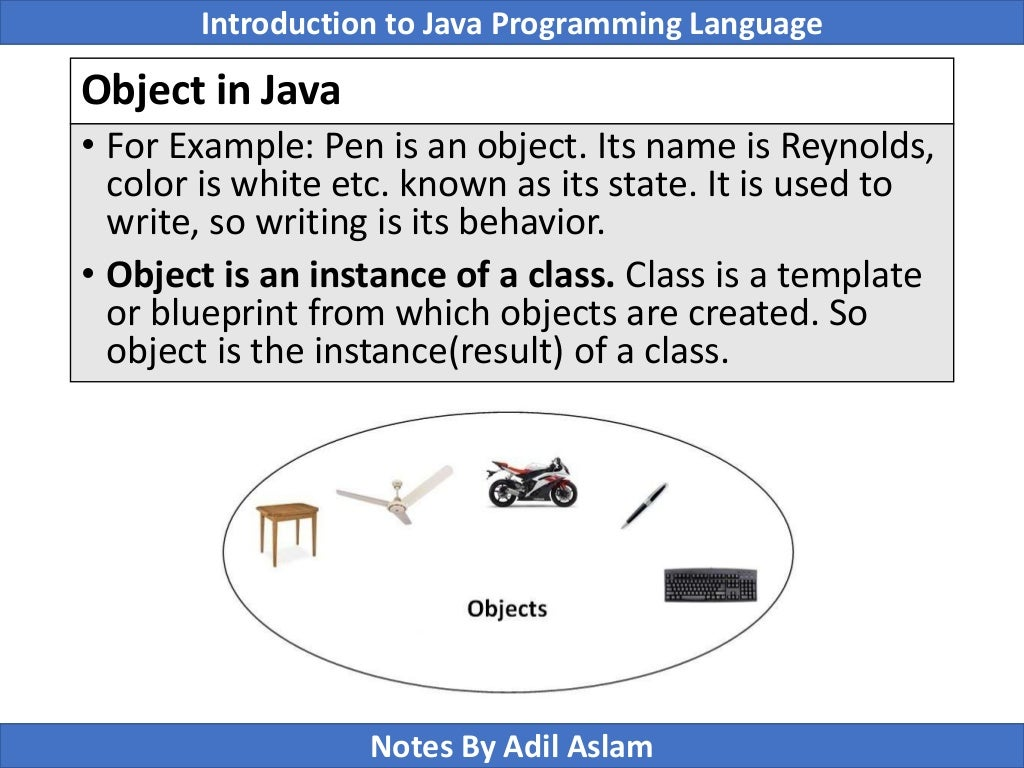 Introduction to Java Programming Language
Object in Java
• For Example: Pen is an object. Its name is Reynolds,
color is white etc. known as its state. It is used to
write, so writing is its behavior.
• Object is an instance of a class. Class is a template
or blueprint from which objects are created. So
object is the instance(result) of a class.
Objects
Notes By Adil Aslam